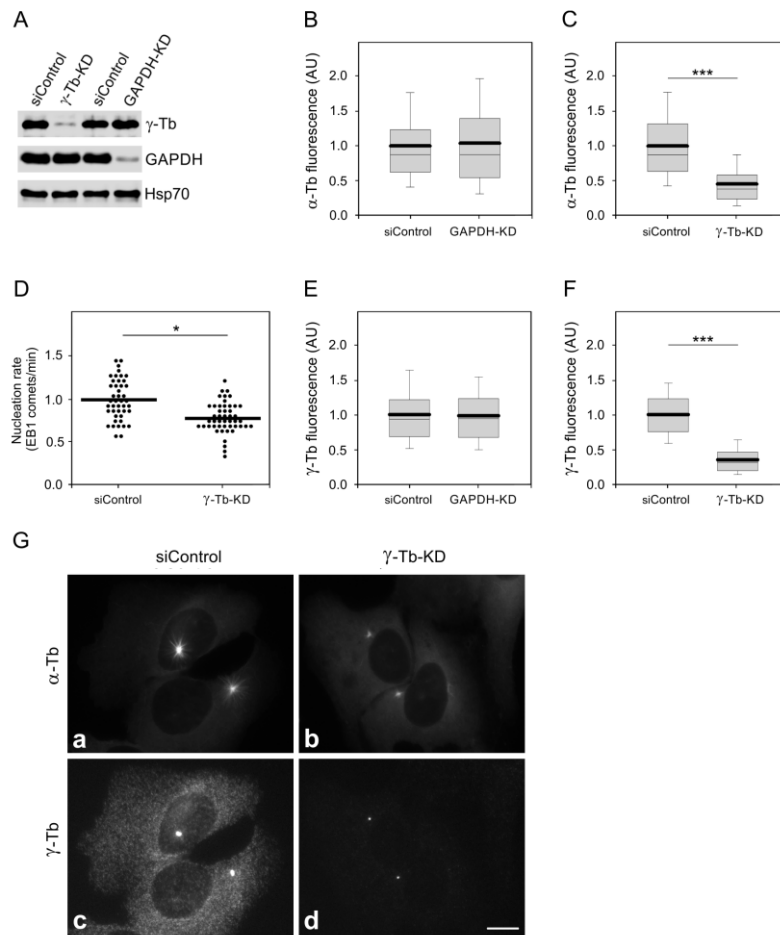 A
siControl
γ-Tb-KD
siControl
GAPDH-KD
γ-Tb
GAPDH
Hsp70
B
α-Tb fluorescence (AU)
2.0
1.5
1.0
0.5
0.0
siControl GAPDH-KD
C
α-Tb fluorescence (AU)
2.0
1.5
1.0
0.5
0.0
***
siControl γ-Tb-KD
D
Nucleation rate
(EB1 comets/min)
1.5
1.0
0.5
0.0
*
siControl γ-Tb-KD
E
γ-Tb fluorescence (AU)
2.0
1.5
1.0
0.5
0.0
siControl GAPDH-KD
F
γ-Tb fluorescence (AU)
2.0
1.5
1.0
0.5
0.0
***
siControl γ-Tb-KD
G
siControl γ-Tb-KD
α-Tb
a b
γ-Tb
c d